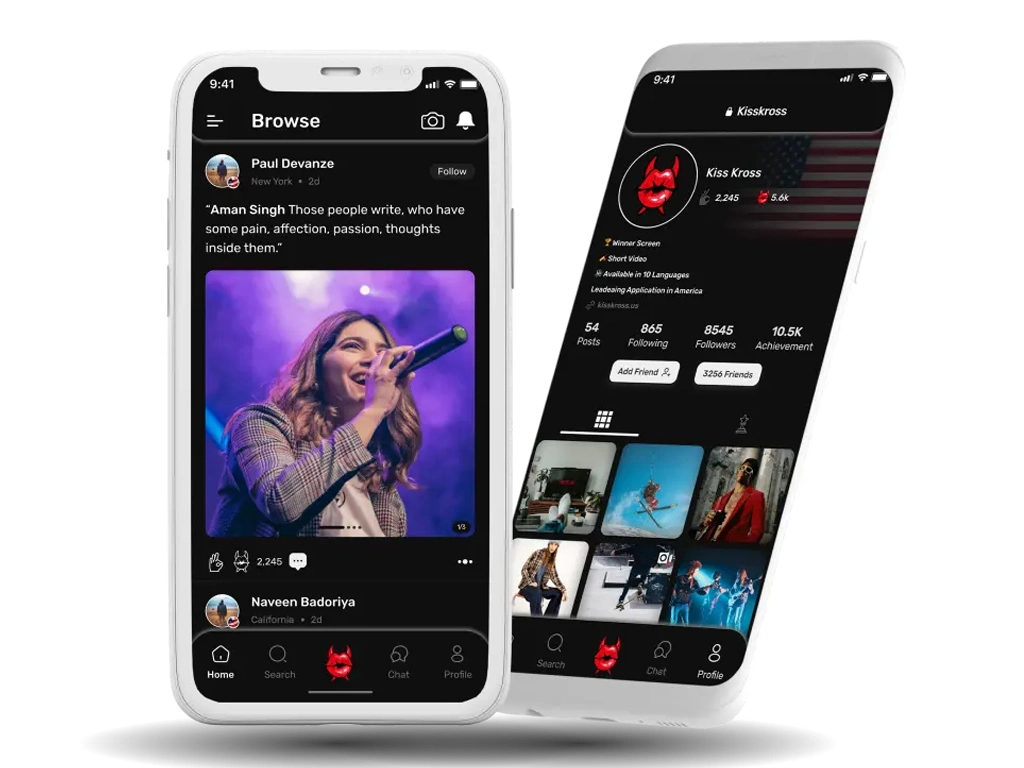 9:41
Browse
Paul Devanze
New York • 2d
Follow
“Aman Singh Those people write, who have
some pain, affection, passion, thoughts
inside them.”
1/3
2,245
Naveen Badoriya
California • 2d
Home
Search
Chat
Profile
9:41
Kisskross
Kiss Kross
2,245
5.6k
Winner Screen
Short Video
Available in 10 Languages
Leadeaing Application in America
kisskross.us
54
Posts
865
Following
8545
Followers
10.5K
Achievement
Add Friend
3256 Friends
Search
Chat
Profile